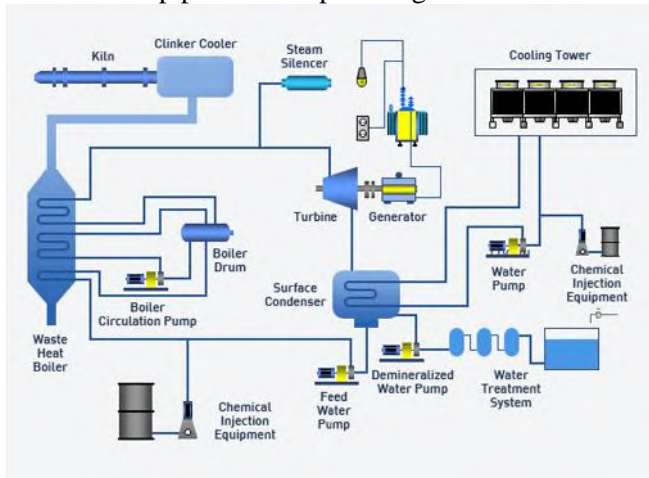 Kiln
Clinker Cooler
Steam
Silencer
Cooling Tower
Turbine
Generator
Boiler
Drum
Boiler
Circulation Pump
Surface
Condenser
Water
Pump
Chemical
Injection
Equipment
Waste
Heat
Boiler
Chemical
Injection
Equipment
Feed
Water
Pump
Demineralized
Water Pump
Water
Treatment
System